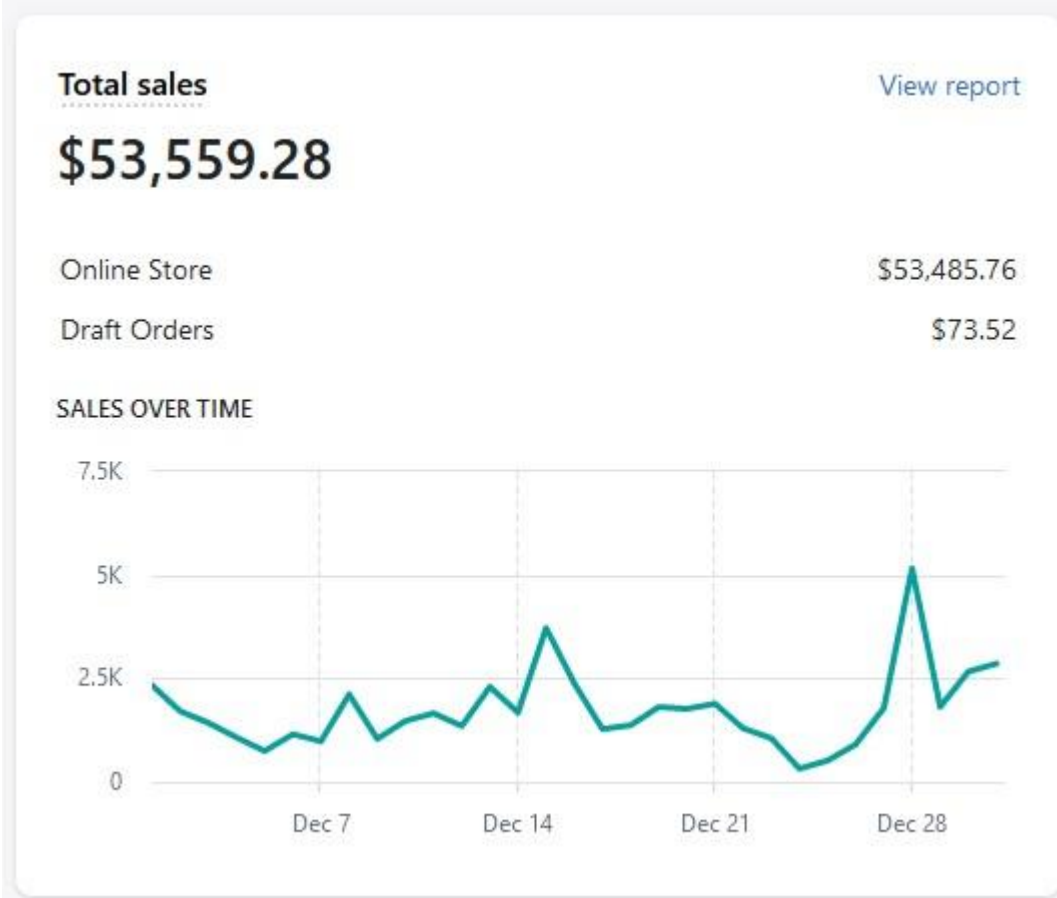 Total sales View report
$53,559.28
Online Store $53,485.76
Draft Orders $73.52
SALES OVER TIME
7.5K
5K
2.5K
0
Dec 7 Dec 14 Dec 21 Dec 28